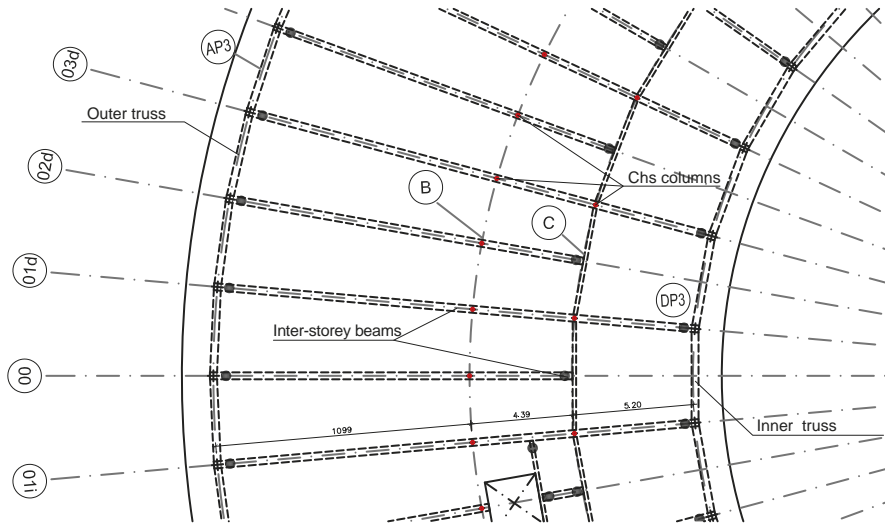 AP3
03d
Outer truss
02d
B
Chs columns
C
01d
DP3
Inter-storey beams
00
1099
4.39
5.20
Inner truss
01i